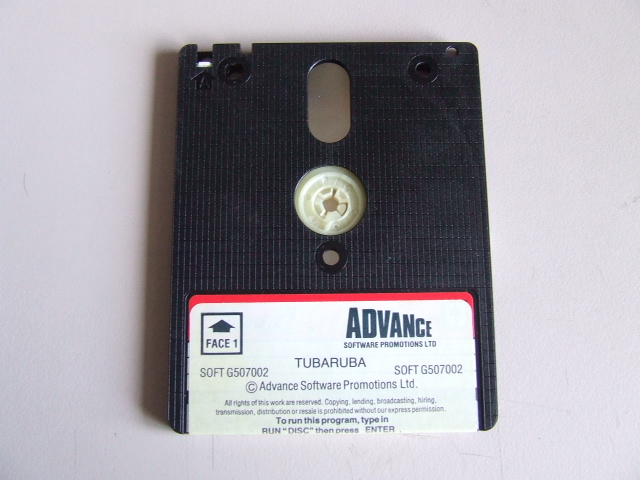 ADVANCE
SOFTWARE PROMOTIONS LTD
FACE 1
TUBARUBA
SOFT G507002 SOFT G507002
© Advance Software Promotions Ltd.
All rights of this work are reserved. Copying, lending, broadcasting, hiring,
transmission, distribution or resale is prohibited without our express permission.
To run this program, type in
RUN "DISC" then press ENTER.